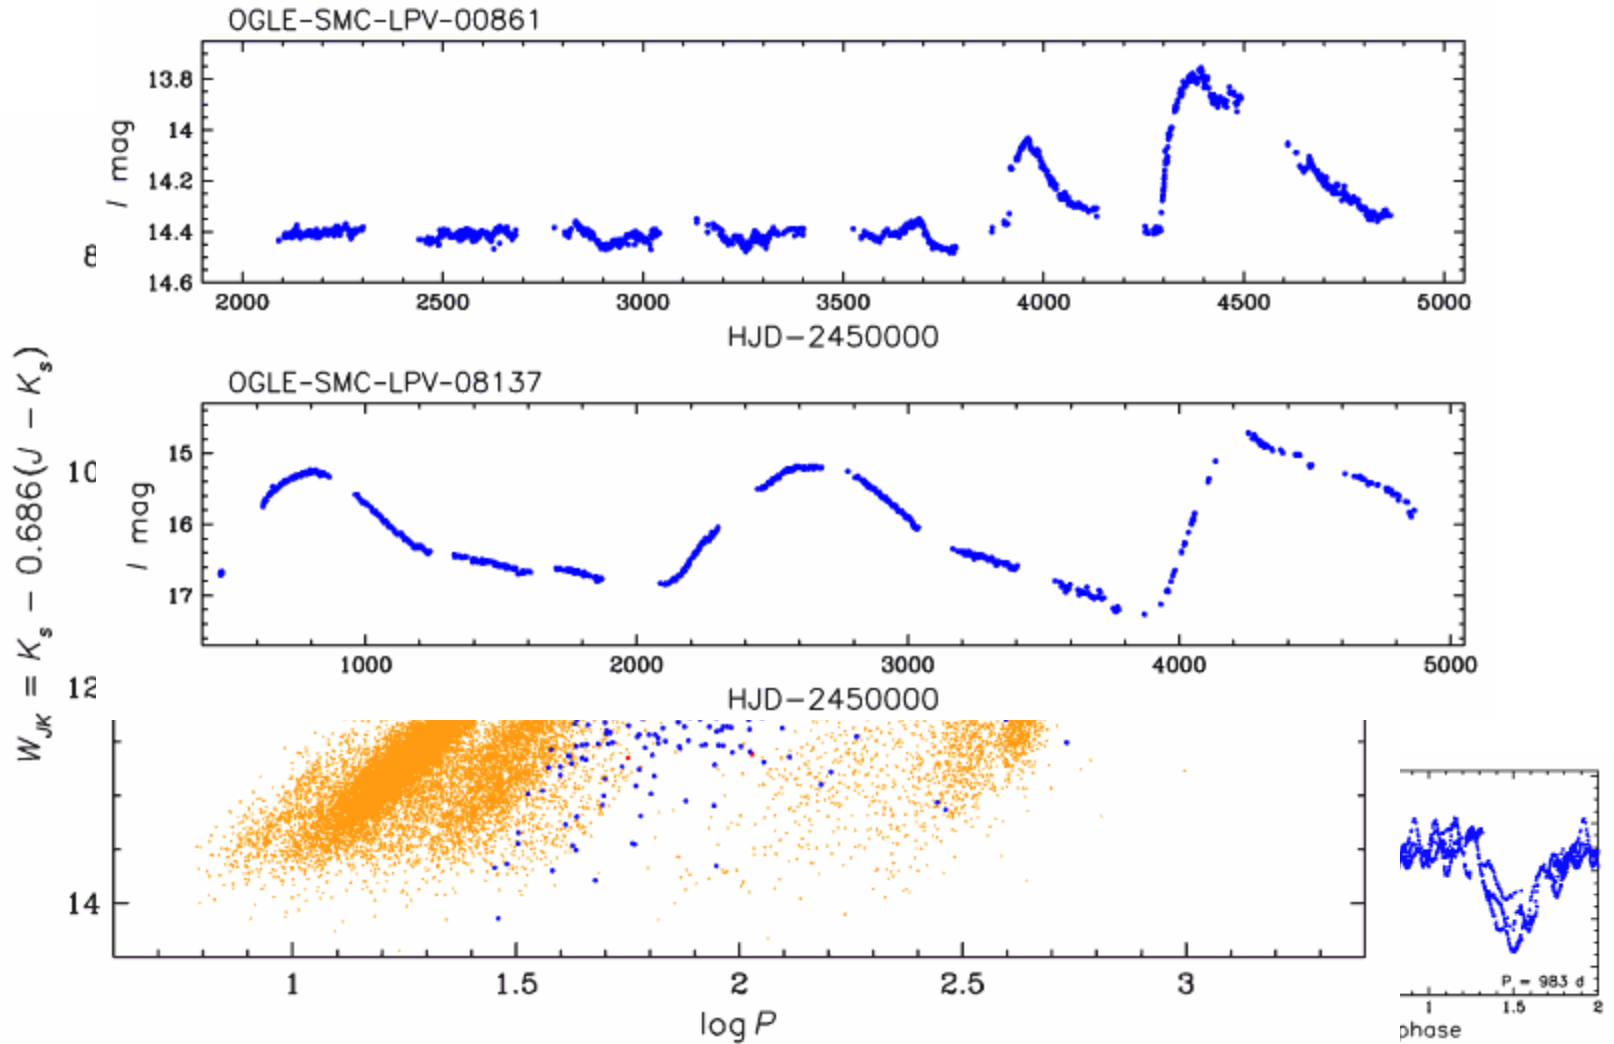 OGLE-SMC-LPV-00861
13.8
14
14.2
14.4
14.6
I mag
2000 2500 3000 3500 4000 4500 5000
HJD-2450000
OGLE-SMC-LPV-08137
15
16
17
I mag
1000 2000 3000 4000 5000
HJD-2450000
W_JK = K_s - 0.686(J - K_s)
8
10
12
14
1 1.5 2 2.5 3
log P
P = 983 d
1 1.5 2
phase